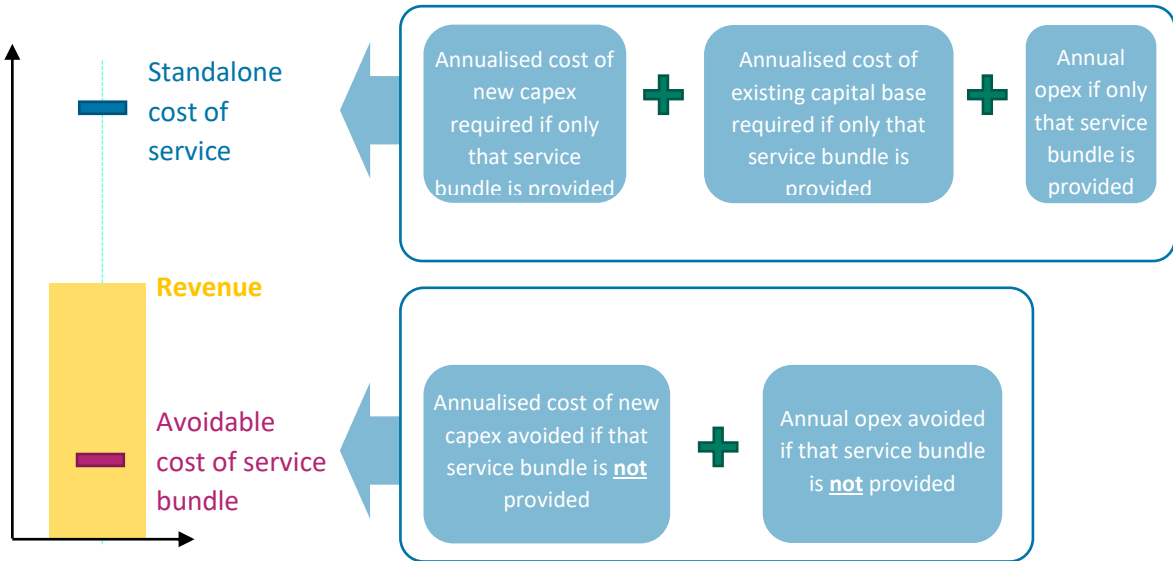 Standalone
cost of
service
Annualised cost of
new capex
required if only
that service
bundle is provided
Annualised cost of
existing capital base
required if only that
service bundle is
provided
Annual
opex if only
that service
bundle is
provided
Revenue
Avoidable
cost of service
bundle
Annualised cost of new
capex avoided if that
service bundle is not
provided
Annual opex avoided
if that service bundle
is not provided